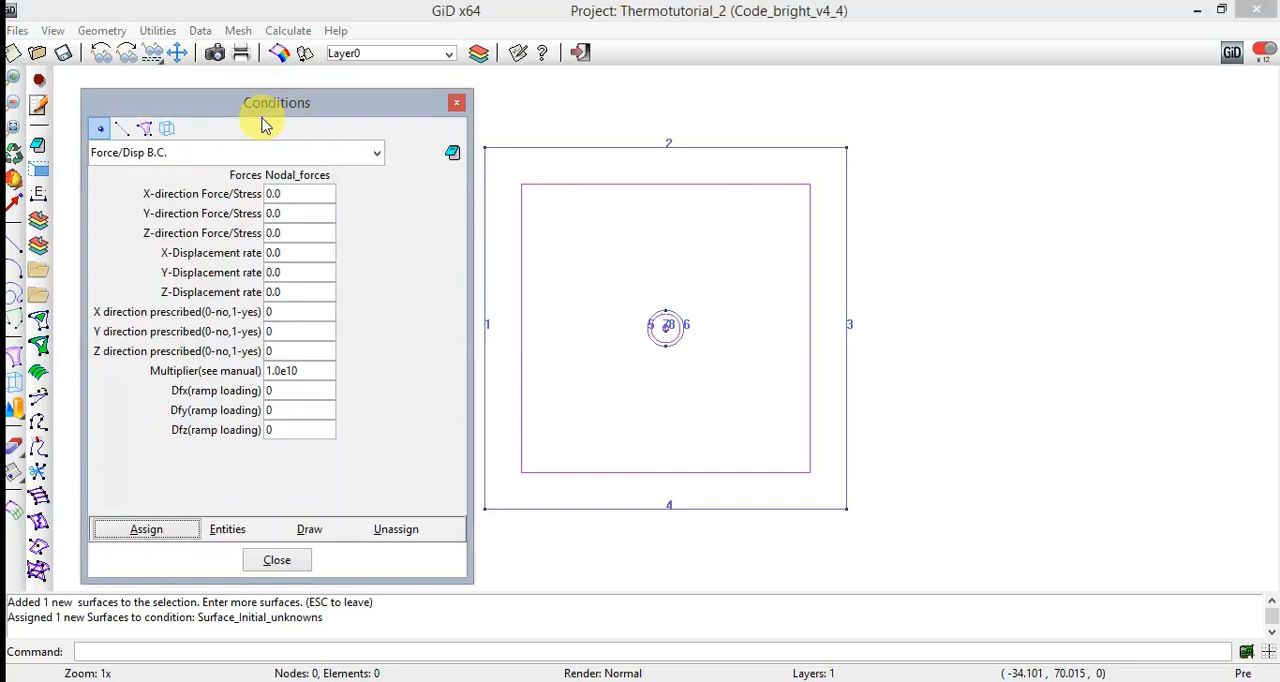 GiD x64
Project: Thermotutorial_2 (Code_bright_v4_4)
Files View Geometry Utilities Data Mesh Calculate Help
Layer0
GiD
v 12
Conditions
Force/Disp B.C.
Forces Nodal_forces
X-direction Force/Stress 0.0
Y-direction Force/Stress 0.0
Z-direction Force/Stress 0.0
X-Displacement rate 0.0
Y-Displacement rate 0.0
Z-Displacement rate 0.0
X direction prescribed(0-no,1-yes) 0
Y direction prescribed(0-no,1-yes) 0
Z direction prescribed(0-no,1-yes) 0
Multiplier(see manual) 1.0e10
Dfx(ramp loading) 0
Dfy(ramp loading) 0
Dfz(ramp loading) 0
Assign Entities Draw Unassign
Close
2
1 5 78 6 3
4
Added 1 new surfaces to the selection. Enter more surfaces. (ESC to leave)
Assigned 1 new Surfaces to condition: Surface_Initial_unknowns
Command:
Zoom: 1x Nodes: 0, Elements: 0 Render: Normal Layers: 1 (-34.101, 70.015, 0) Pre